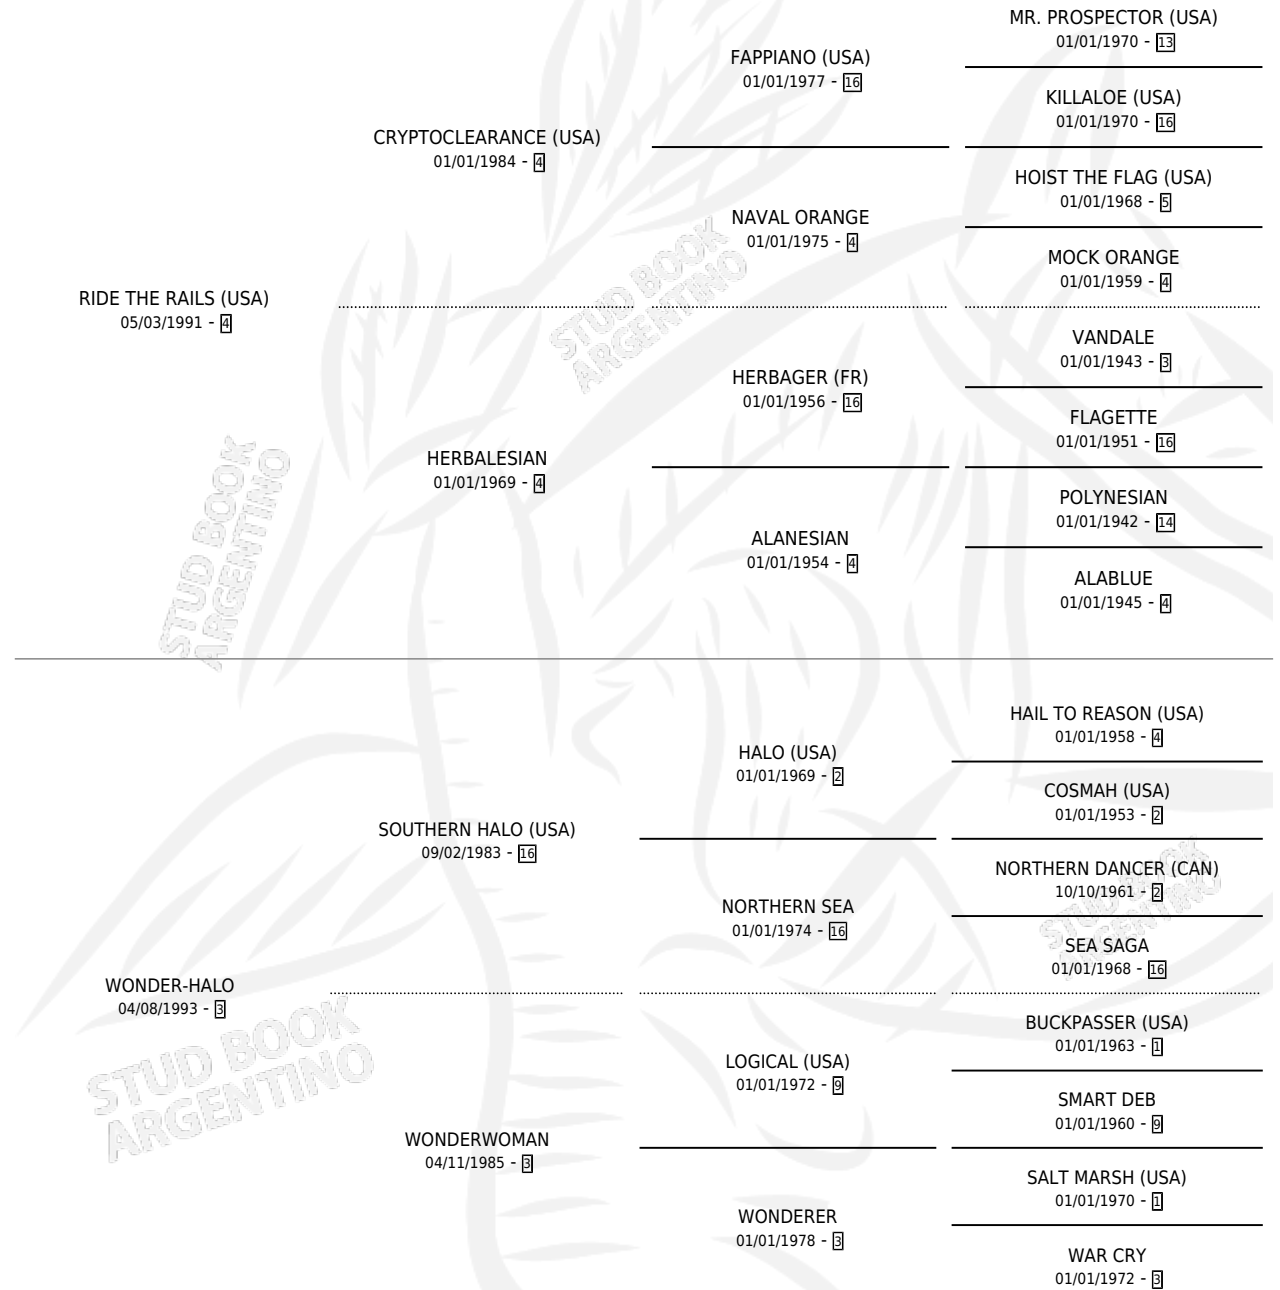 MR. PROSPECTOR (USA)
01/01/1970 - 13
FAPPIANO (USA)
01/01/1977 - 16
KILLALOE (USA)
01/01/1970 - 16
CRYPTOCLEARANCE (USA)
01/01/1984 - 4
HOIST THE FLAG (USA)
01/01/1968 - 5
NAVAL ORANGE
01/01/1975 - 4
MOCK ORANGE
01/01/1959 - 4
RIDE THE RAILS (USA)
05/03/1991 - 4
VANDALE
01/01/1943 - 3
HERBAGER (FR)
01/01/1956 - 16
FLAGETTE
01/01/1951 - 16
HERBALESIAN
01/01/1969 - 4
POLYNESIAN
01/01/1942 - 14
ALANESIAN
01/01/1954 - 4
ALABLUE
01/01/1945 - 4
HAIL TO REASON (USA)
01/01/1958 - 4
HALO (USA)
01/01/1969 - 2
COSMAH (USA)
01/01/1953 - 2
SOUTHERN HALO (USA)
09/02/1983 - 16
NORTHERN DANCER (CAN)
10/10/1961 - 2
NORTHERN SEA
01/01/1974 - 16
SEA SAGA
01/01/1968 - 16
WONDER-HALO
04/08/1993 - 3
BUCKPASSER (USA)
01/01/1963 - 1
LOGICAL (USA)
01/01/1972 - 9
SMART DEB
01/01/1960 - 9
WONDERWOMAN
04/11/1985 - 3
SALT MARSH (USA)
01/01/1970 - 1
WONDERER
01/01/1978 - 3
WAR CRY
01/01/1972 - 3
STUD BOOK
ARGENTINO
STUD BOOK
ARGENTINO
STUD BOOK
ARGENTINO
STUD BOOK
ARGENTINO